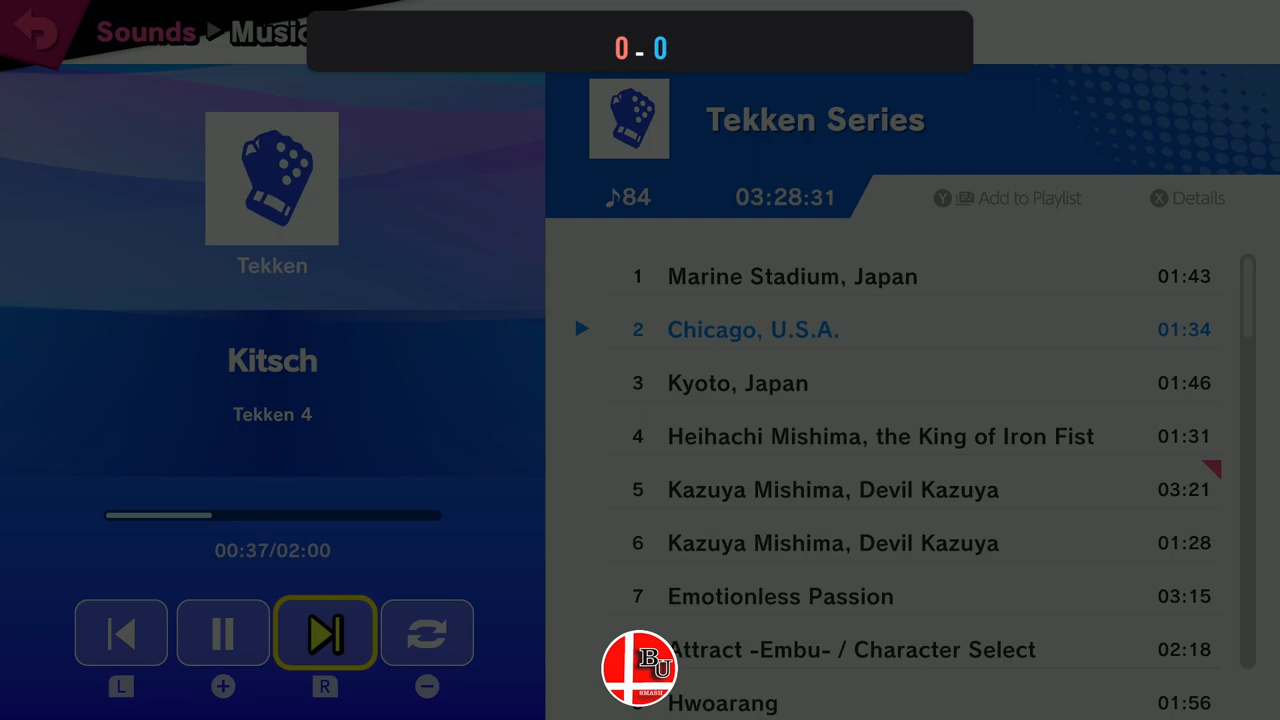 Sounds ▶ Music
0 - 0
Tekken
Kitsch
Tekken 4
00:37/02:00
L
+
R
−
Tekken Series
♪84
03:28:31
Y Add to Playlist
X Details
1 Marine Stadium, Japan 01:43
2 Chicago, U.S.A. 01:34
3 Kyoto, Japan 01:46
4 Heihachi Mishima, the King of Iron Fist 01:31
5 Kazuya Mishima, Devil Kazuya 03:21
6 Kazuya Mishima, Devil Kazuya 01:28
7 Emotionless Passion 03:15
Attract -Embu- / Character Select 02:18
Hwoarang 01:56
BU
SMASH